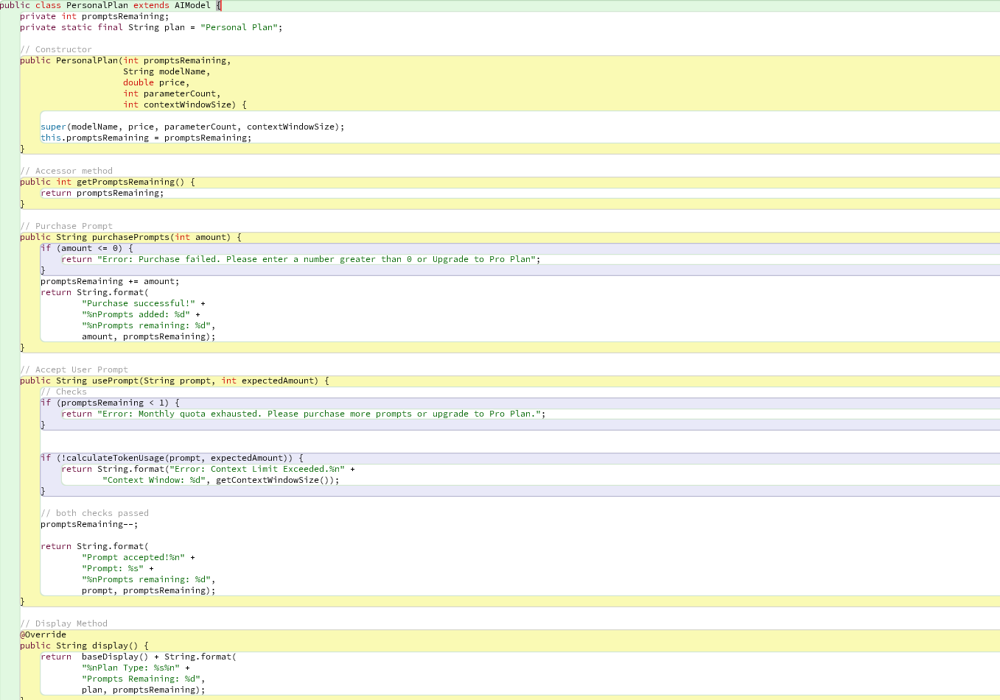 public class PersonalPlan extends AIModel {
    private int promptsRemaining;
    private static final String plan = "Personal Plan";

    // Constructor
    public PersonalPlan(int promptsRemaining,
                        String modelName,
                        double price,
                        int parameterCount,
                        int contextWindowSize) {

        super(modelName, price, parameterCount, contextWindowSize);
        this.promptsRemaining = promptsRemaining;
    }

    // Accessor method
    public int getPromptsRemaining() {
        return promptsRemaining;
    }

    // Purchase Prompt
    public String purchasePrompts(int amount) {
        if (amount <= 0) {
            return "Error: Purchase failed. Please enter a number greater than 0 or Upgrade to Pro Plan";
        }
        promptsRemaining += amount;
        return String.format(
                "Purchase successful!" +
                "%nPrompts added: %d" +
                "%nPrompts remaining: %d",
                amount, promptsRemaining);
    }

    // Accept User Prompt
    public String usePrompt(String prompt, int expectedAmount) {
        // Checks
        if (promptsRemaining < 1) {
            return "Error: Monthly quota exhausted. Please purchase more prompts or upgrade to Pro Plan.";
        }


        if (!calculateTokenUsage(prompt, expectedAmount)) {
            return String.format("Error: Context Limit Exceeded.%n" +
                    "Context Window: %d", getContextWindowSize());
        }

        // both checks passed
        promptsRemaining--;

        return String.format(
                "Prompt accepted!%n" +
                "Prompt: %s" +
                "%nPrompts remaining: %d",
                prompt, promptsRemaining);
    }

    // Display Method
    @Override
    public String display() {
        return  baseDisplay() + String.format(
                "%nPlan Type: %s%n" +
                "Prompts Remaining: %d",
                plan, promptsRemaining);
    }